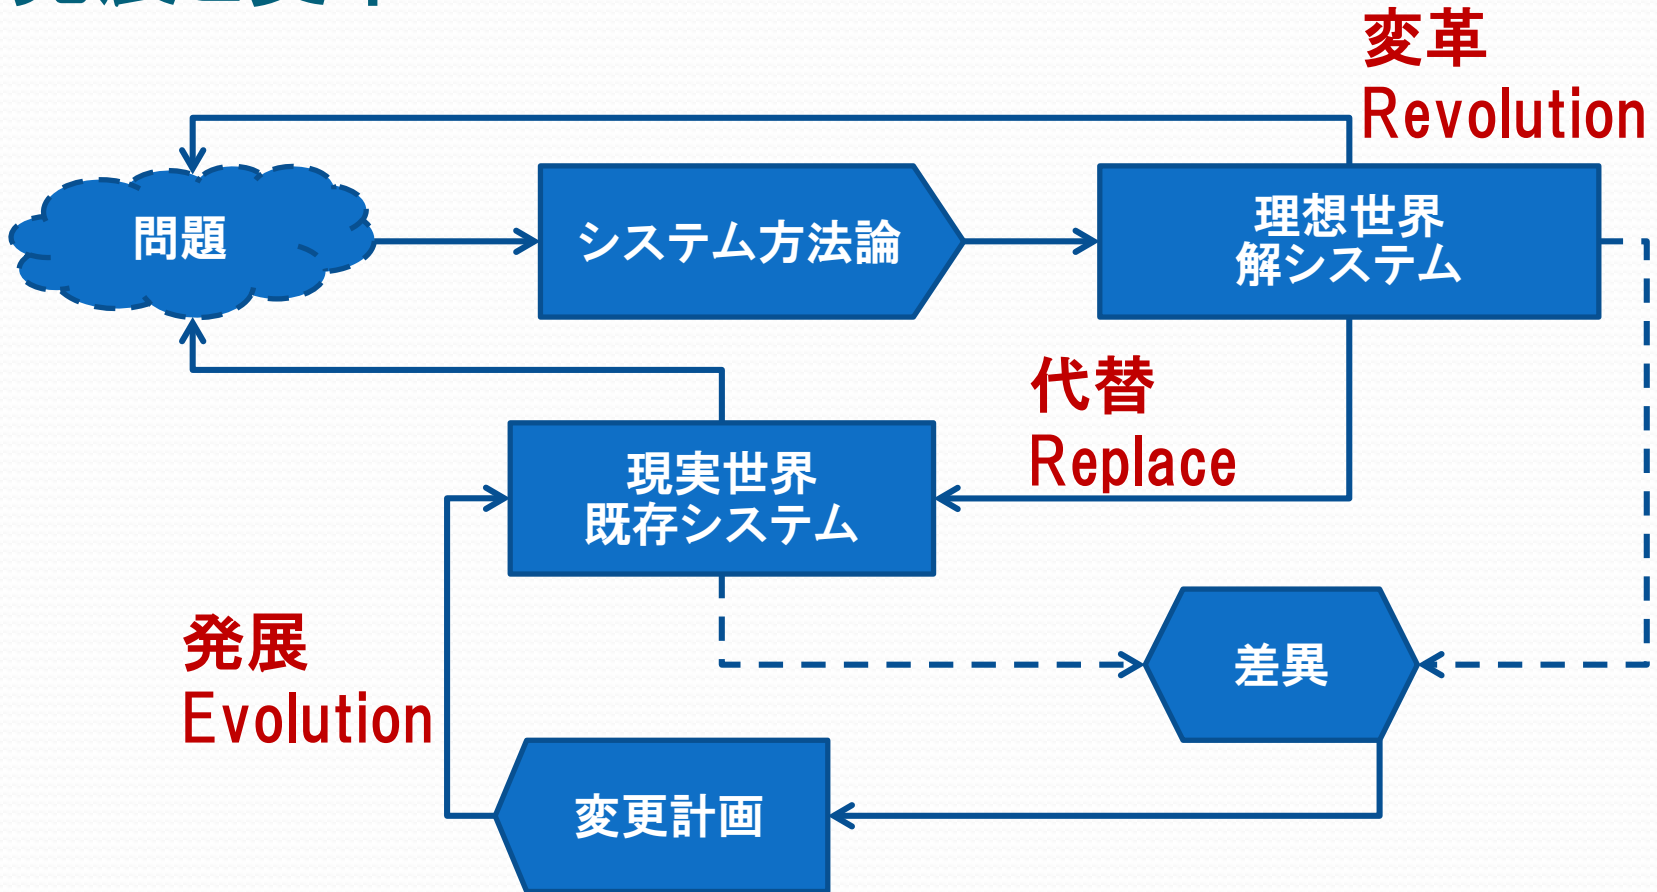 変革
Revolution
問題
システム方法論
理想世界
解システム
代替
Replace
現実世界
既存システム
発展
Evolution
差異
変更計画